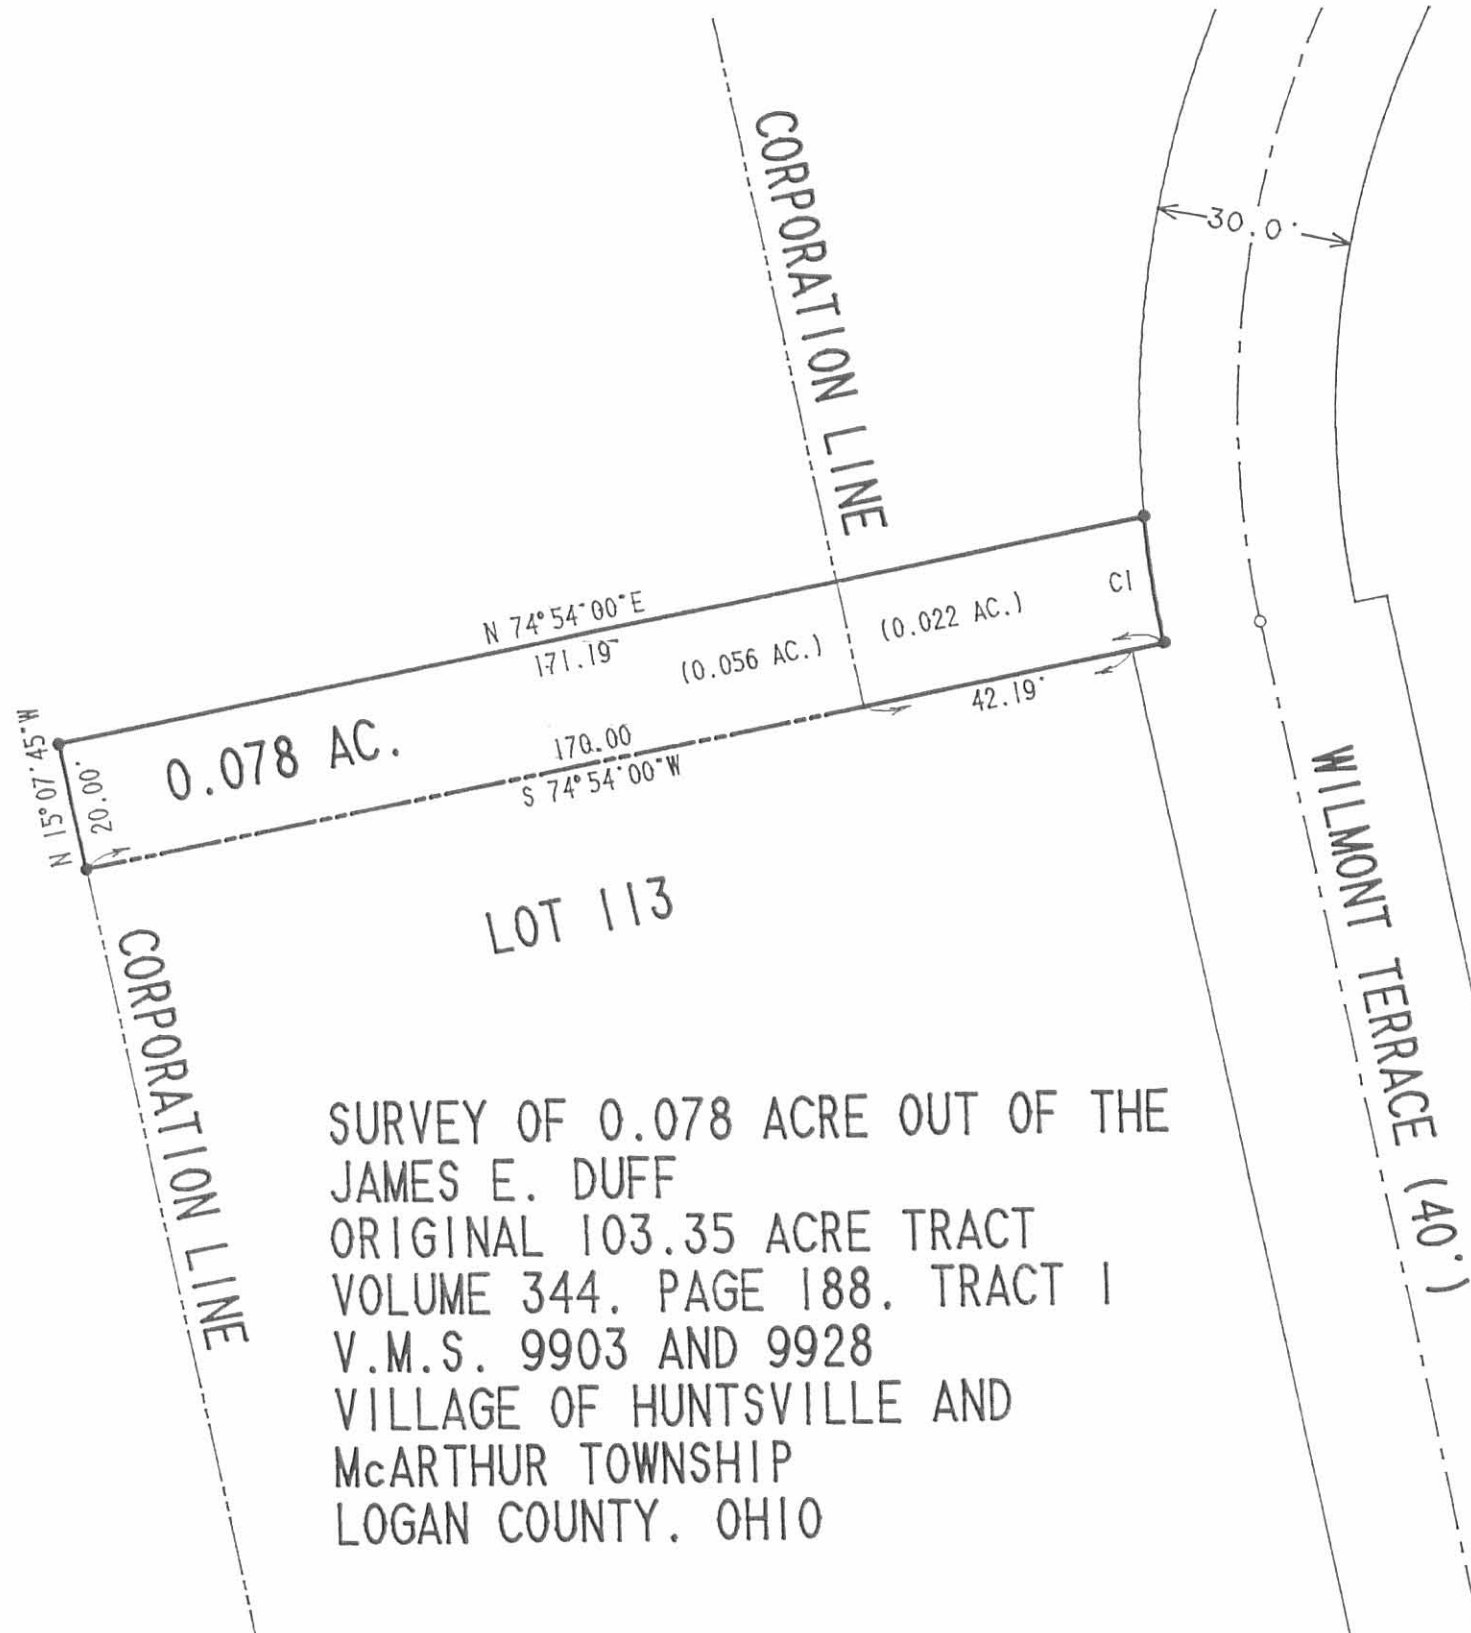 CORPORATION LINE
30.0'
N 74°54'00"E
171.19'
(0.056 AC.)
(0.022 AC.)
C1
42.19'
N 15°07'45"W
20.00'
0.078 AC.
170.00
S 74°54'00"W
LOT 113
CORPORATION LINE
WILMONT TERRACE (40')
SURVEY OF 0.078 ACRE OUT OF THE
JAMES E. DUFF
ORIGINAL 103.35 ACRE TRACT
VOLUME 344. PAGE 188. TRACT 1
V.M.S. 9903 AND 9928
VILLAGE OF HUNTSVILLE AND
McARTHUR TOWNSHIP
LOGAN COUNTY. OHIO